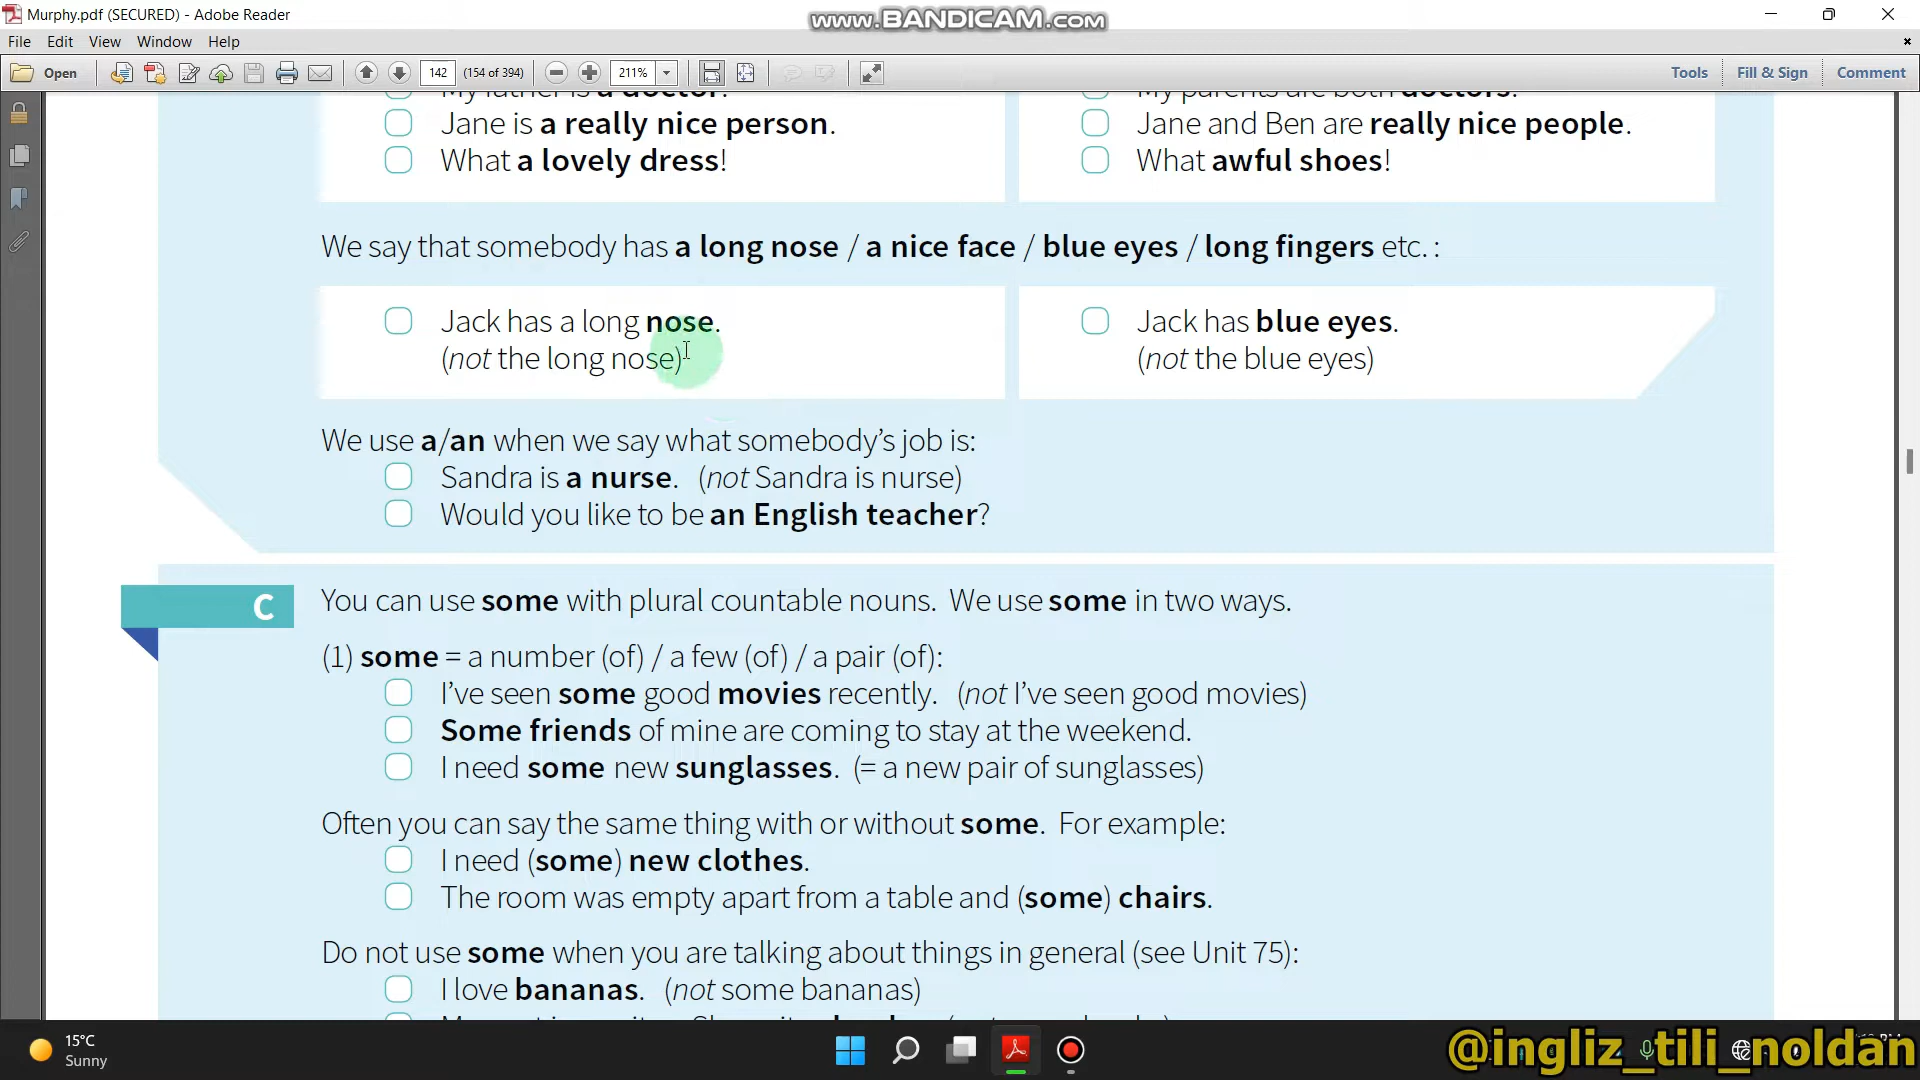 Murphy.pdf (SECURED) - Adobe Reader
www.BANDICAM.com
File Edit View Window Help
Open 142 (154 of 394) 211% Tools Fill & Sign Comment
My father is a doctor. My parents are both doctors.
Jane is a really nice person. Jane and Ben are really nice people.
What a lovely dress! What awful shoes!
We say that somebody has a long nose / a nice face / blue eyes / long fingers etc. :
Jack has a long nose. Jack has blue eyes.
(not the long nose) (not the blue eyes)
We use a/an when we say what somebody’s job is:
Sandra is a nurse. (not Sandra is nurse)
Would you like to be an English teacher?
C You can use some with plural countable nouns. We use some in two ways.
(1) some = a number (of) / a few (of) / a pair (of):
I’ve seen some good movies recently. (not I’ve seen good movies)
Some friends of mine are coming to stay at the weekend.
I need some new sunglasses. (= a new pair of sunglasses)
Often you can say the same thing with or without some. For example:
I need (some) new clothes.
The room was empty apart from a table and (some) chairs.
Do not use some when you are talking about things in general (see Unit 75):
I love bananas. (not some bananas)
15°C
Sunny
@ingliz_tili_noldan